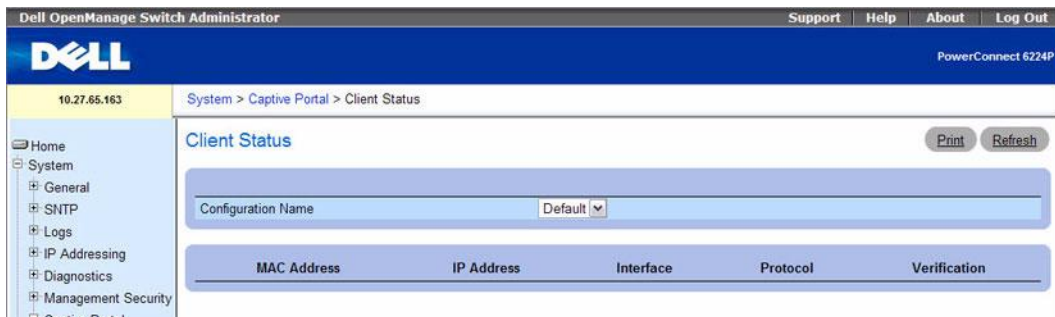 Dell OpenManage Switch Administrator
Support Help About Log Out
DELL
PowerConnect 6224P
10.27.65.163
System > Captive Portal > Client Status
Client Status
Print Refresh
Home
System
General
SNTP
Logs
IP Addressing
Diagnostics
Management Security
Configuration Name Default
MAC Address IP Address Interface Protocol Verification